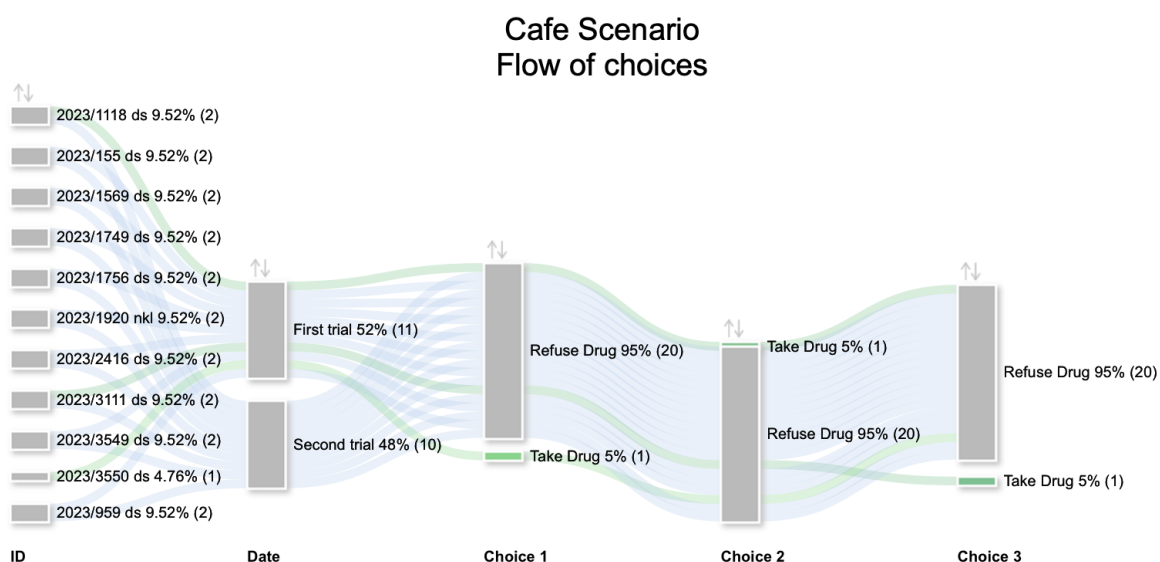 Cafe Scenario
Flow of choices
2023/1118 ds 9.52% (2)
2023/155 ds 9.52% (2)
2023/1569 ds 9.52% (2)
2023/1749 ds 9.52% (2)
2023/1756 ds 9.52% (2)
2023/1920 nkl 9.52% (2)
2023/2416 ds 9.52% (2)
2023/3111 ds 9.52% (2)
2023/3549 ds 9.52% (2)
2023/3550 ds 4.76% (1)
2023/959 ds 9.52% (2)
First trial 52% (11)
Second trial 48% (10)
Refuse Drug 95% (20)
Take Drug 5% (1)
Take Drug 5% (1)
Refuse Drug 95% (20)
Refuse Drug 95% (20)
Take Drug 5% (1)
ID
Date
Choice 1
Choice 2
Choice 3